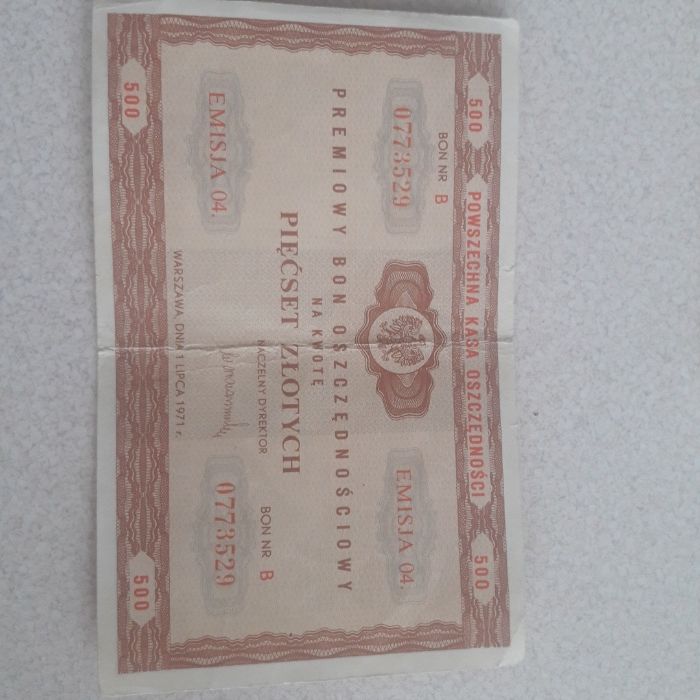 500 POWSZECHNA KASA OSZCZĘDNOŚCI 500
BON NR B
0773529
EMISJA 04.
PREMIOWY BON OSZCZĘDNOŚCIOWY
NA KWOTĘ
PIĘĆSET ZŁOTYCH
NACZELNY DYREKTOR
BON NR B
EMISJA 04.
0773529
WARSZAWA, DNIA 1 LIPCA 1971 r.
500
500